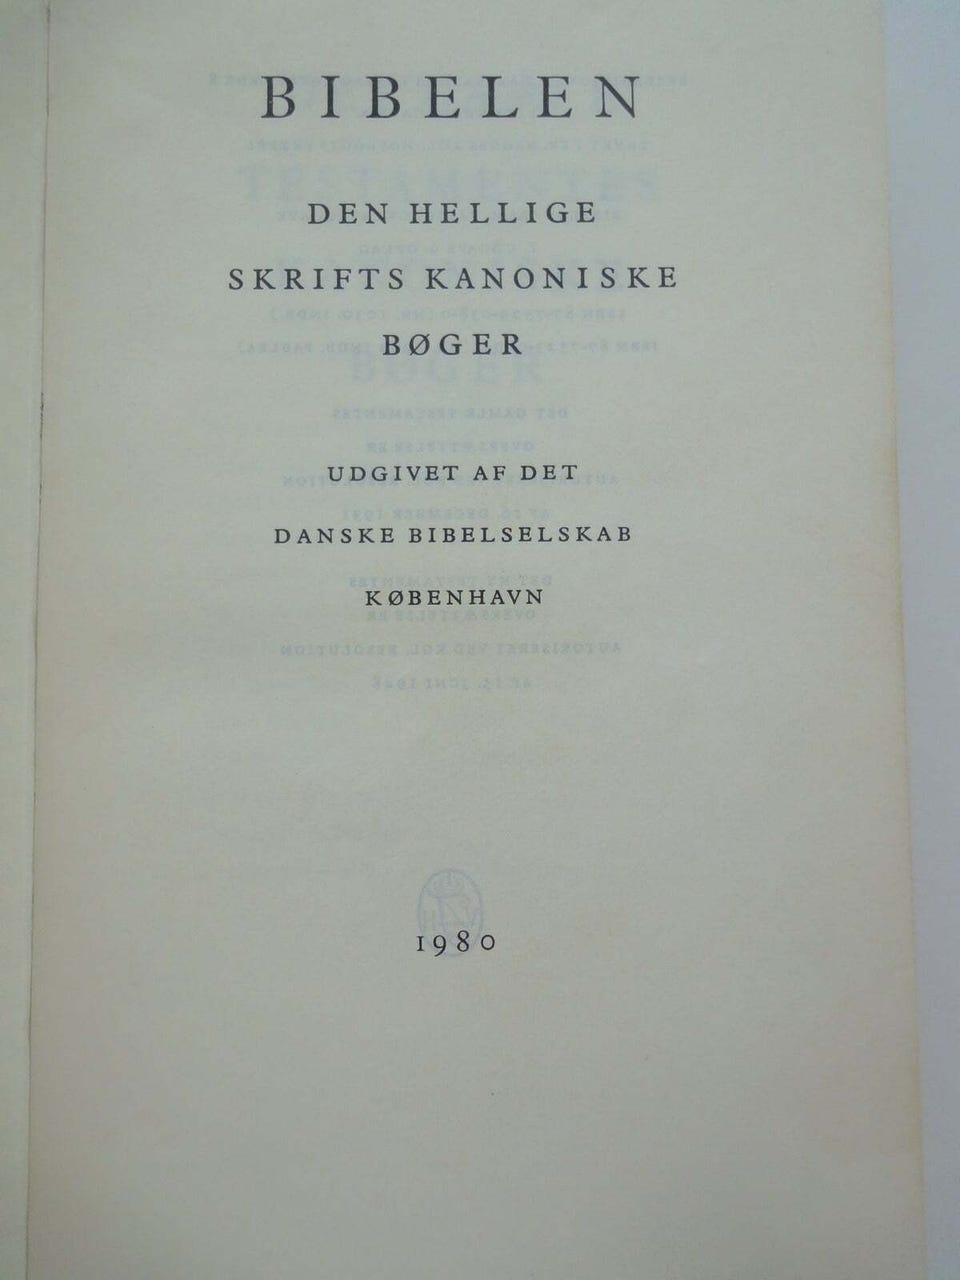 BIBELEN
DEN HELLIGE
SKRIFTS KANONISKE
BØGER
UDGIVET AF DET
DANSKE BIBELSELSKAB
KØBENHAVN
1980